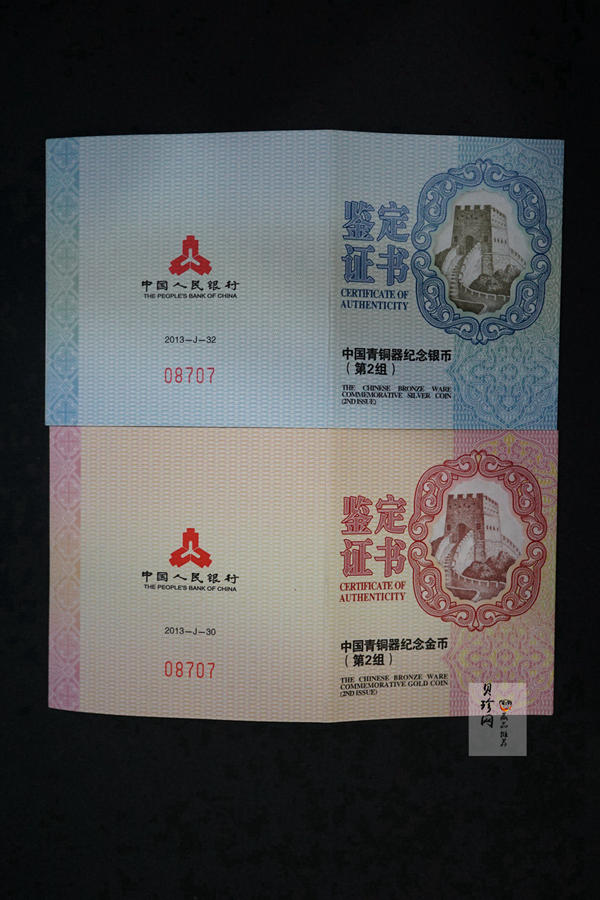 中国人民银行
THE PEOPLE'S BANK OF CHINA
2013—J—32
08707
鉴定
证书
CERTIFICATE OF
AUTHENTICITY
中国青铜器纪念银币
（第2组）
THE CHINESE BRONZE WARE
COMMEMORATIVE SILVER COIN
(2ND ISSUE)
中国人民银行
THE PEOPLE'S BANK OF CHINA
2013—J—30
08707
鉴定
证书
CERTIFICATE OF
AUTHENTICITY
中国青铜器纪念金币
（第2组）
THE CHINESE BRONZE WARE
COMMEMORATIVE GOLD COIN
(2ND ISSUE)
贝珍网
藏品推荐